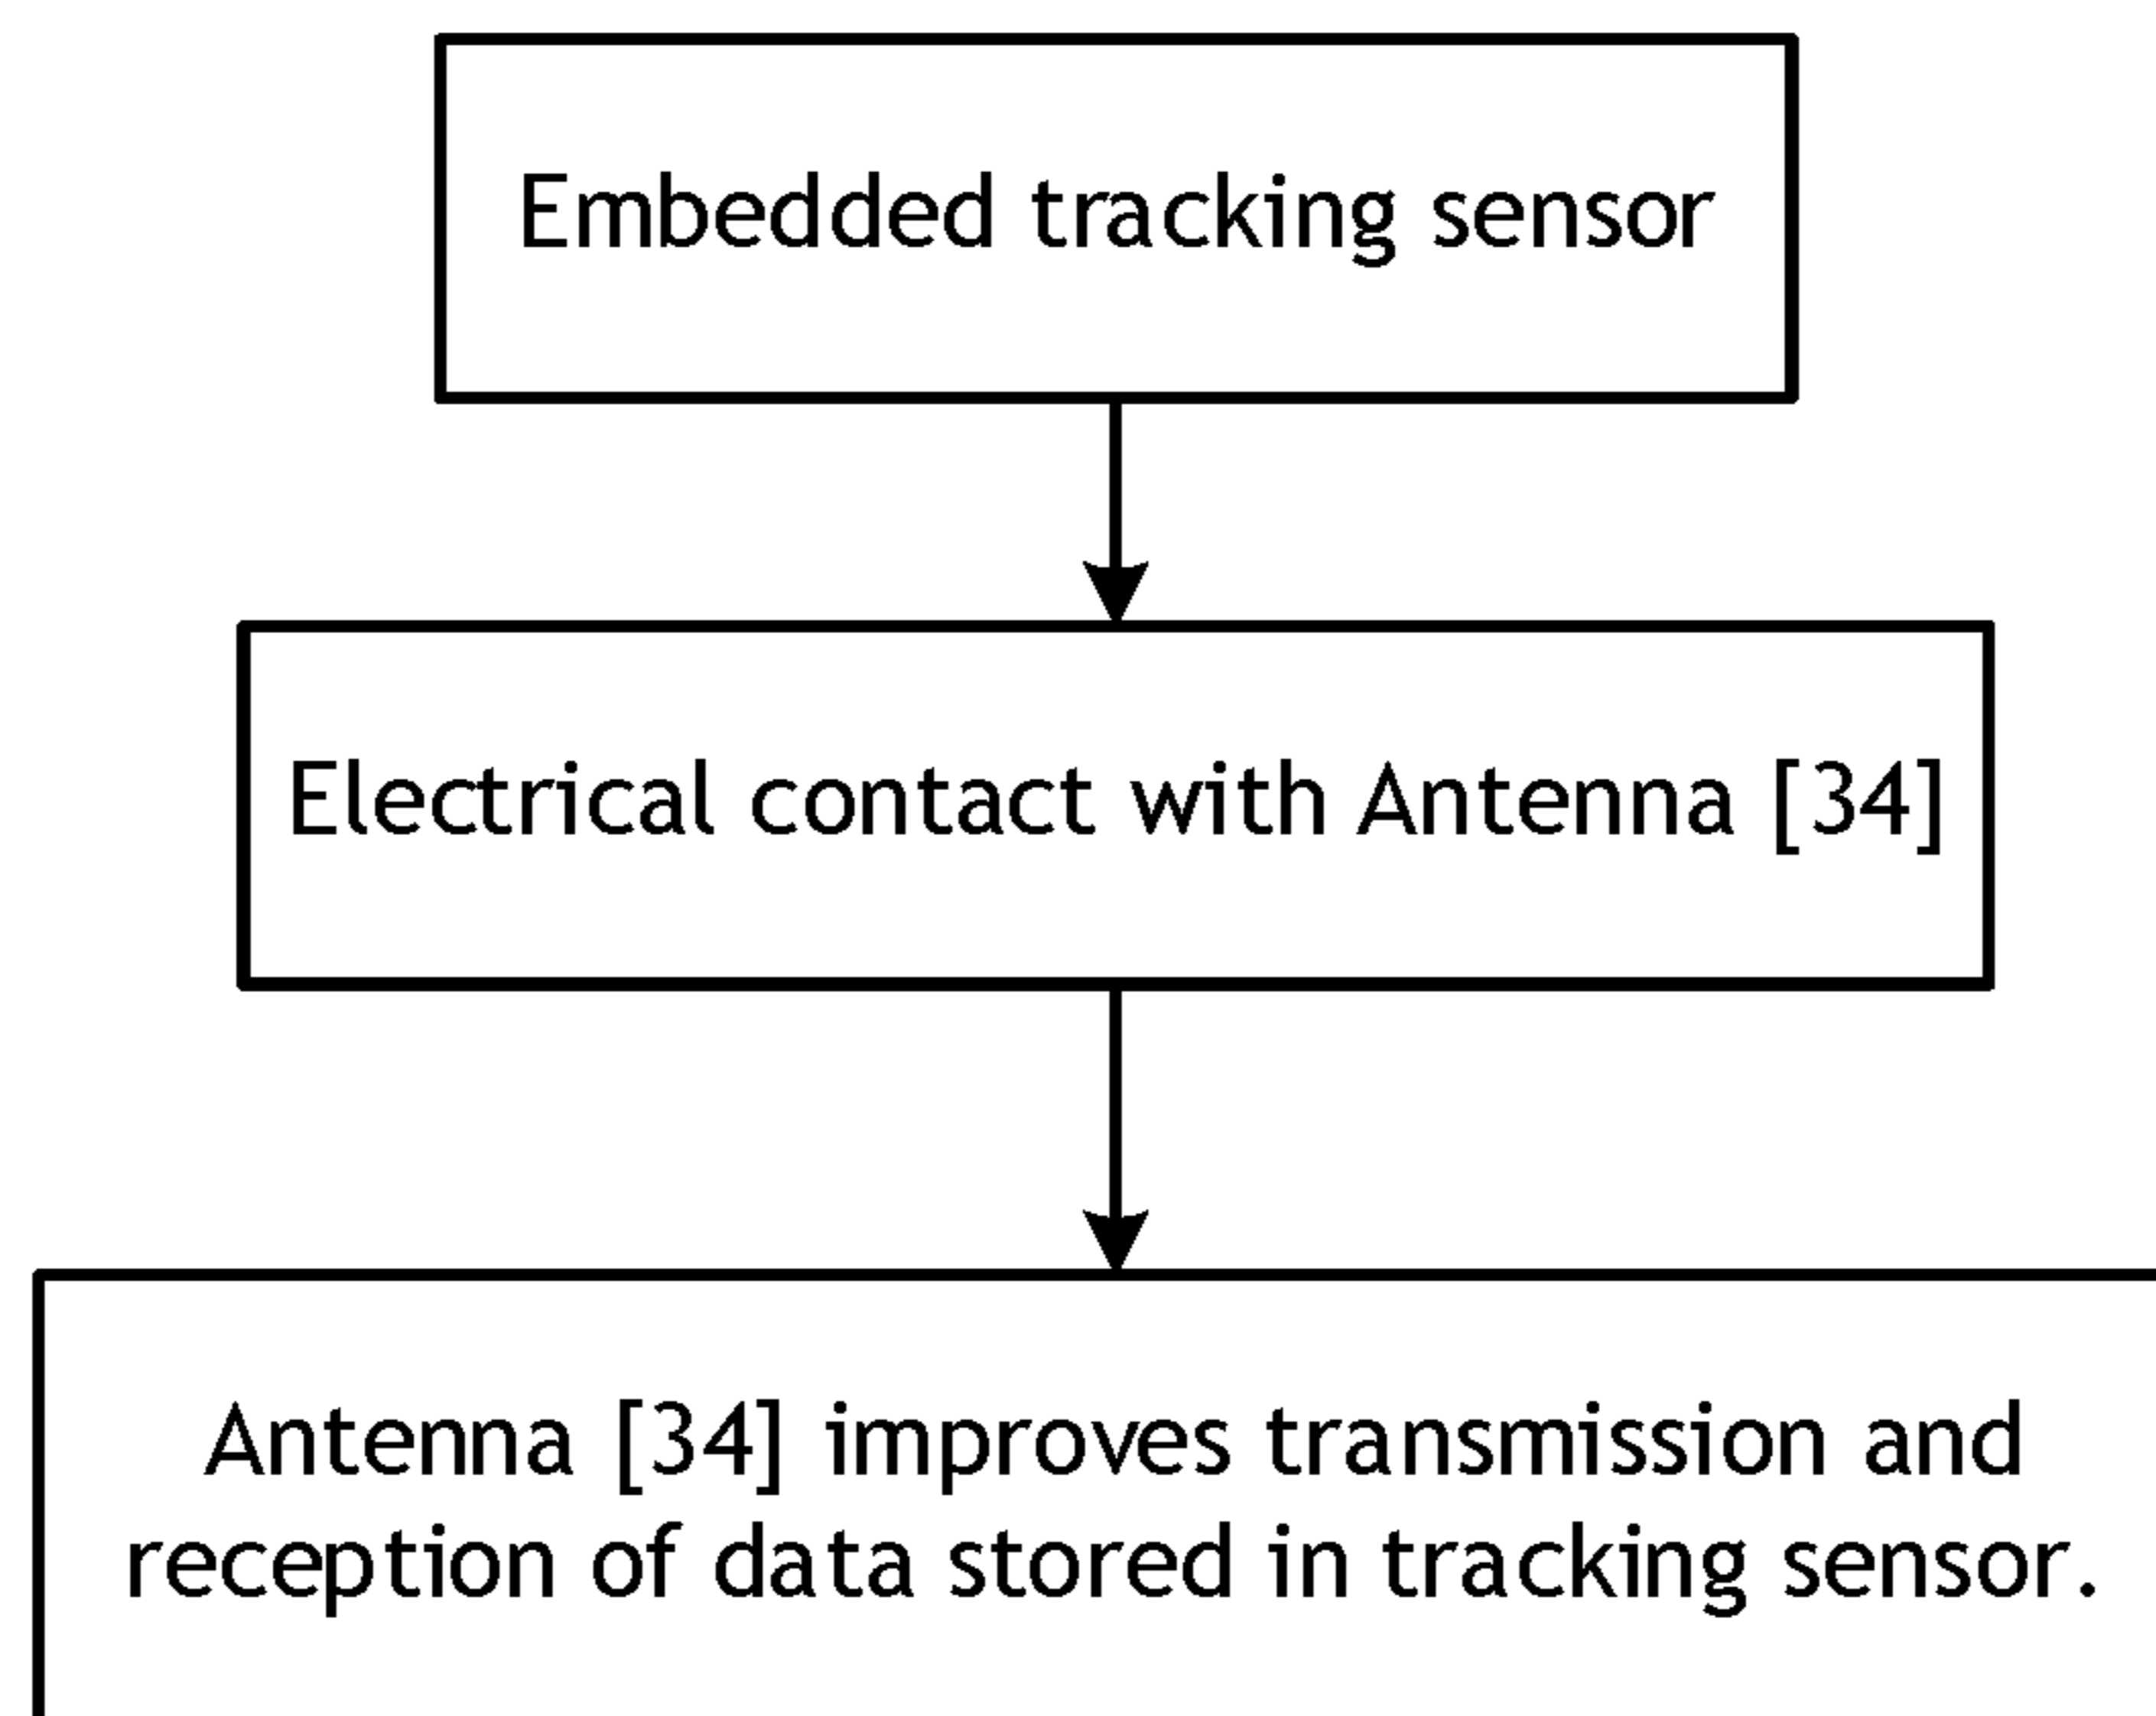 Embedded tracking sensor
Electrical contact with Antenna [34]
Antenna [34] improves transmission and
reception of data stored in tracking sensor.